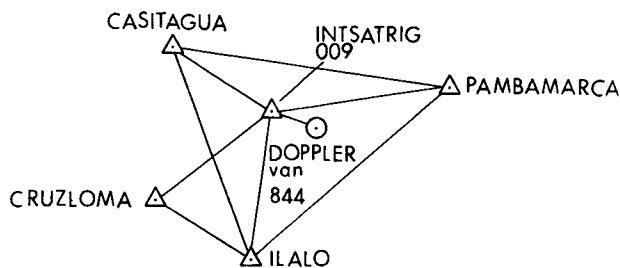 CASITAGUA
INTSATRIG
009
PAMBAMARCA
DOPPLER
van
844
CRUZLOMA
ILALO